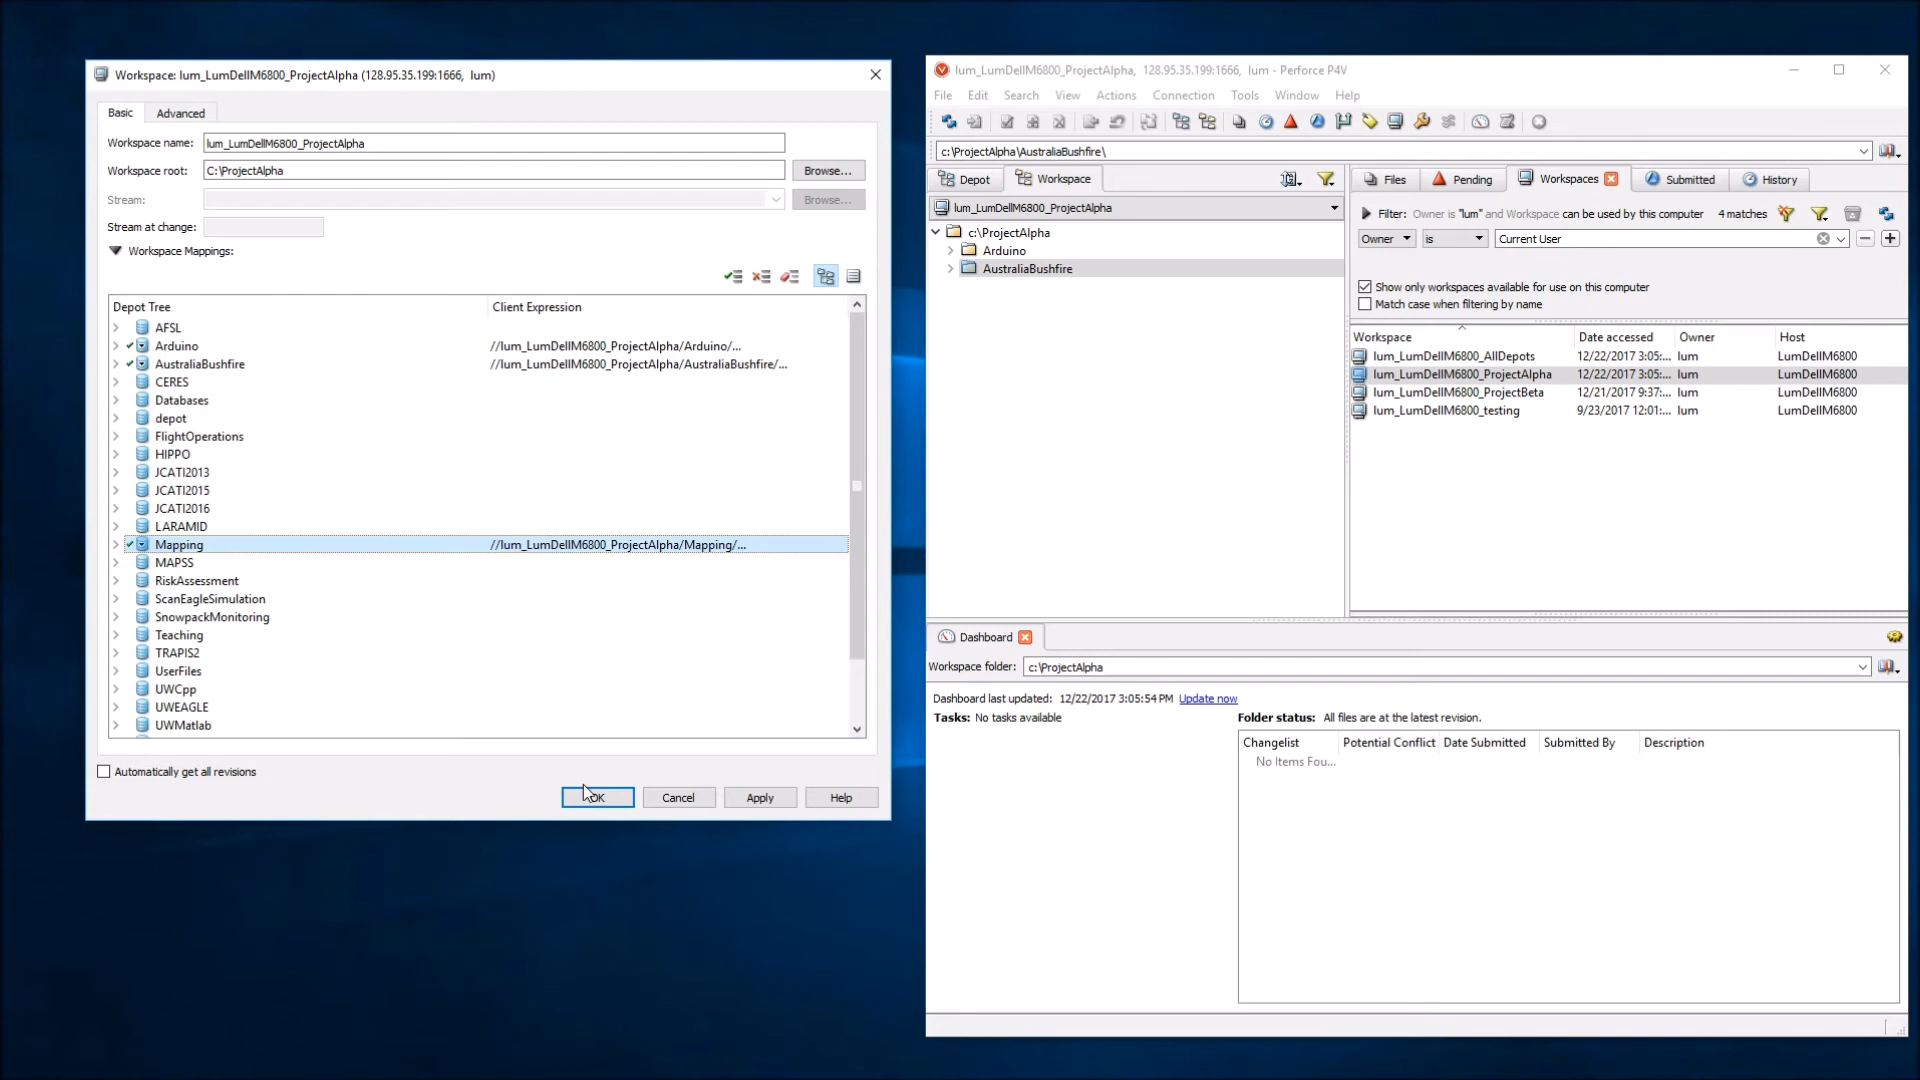 Workspace: lum_LumDellM6800_ProjectAlpha (128.95.35.199:1666, lum)
Basic
Advanced
Workspace name:
lum_LumDellM6800_ProjectAlpha
Workspace root:
C:\ProjectAlpha
Browse...
Stream:
Browse...
Stream at change:
Workspace Mappings:
Depot Tree
Client Expression
AFSL
Arduino
//lum_LumDellM6800_ProjectAlpha/Arduino/...
AustraliaBushfire
//lum_LumDellM6800_ProjectAlpha/AustraliaBushfire/...
CERES
Databases
depot
FlightOperations
HIPPO
JCATI2013
JCATI2015
JCATI2016
LARAMID
Mapping
//lum_LumDellM6800_ProjectAlpha/Mapping/...
MAPSS
RiskAssessment
ScanEagleSimulation
SnowpackMonitoring
Teaching
TRAPIS2
UserFiles
UWCpp
UWEAGLE
UWMatlab
Automatically get all revisions
OK
Cancel
Apply
Help
lum_LumDellM6800_ProjectAlpha, 128.95.35.199:1666, lum - Perforce P4V
File
Edit
Search
View
Actions
Connection
Tools
Window
Help
c:\ProjectAlpha\AustraliaBushfire\
Depot
Workspace
lum_LumDellM6800_ProjectAlpha
c:\ProjectAlpha
Arduino
AustraliaBushfire
Files
Pending
Workspaces
Submitted
History
Filter: Owner is "lum" and Workspace can be used by this computer
4 matches
Owner
is
Current User
Show only workspaces available for use on this computer
Match case when filtering by name
Workspace
Date accessed
Owner
Host
lum_LumDellM6800_AllDepots
12/22/2017 3:05:...
lum
LumDellM6800
lum_LumDellM6800_ProjectAlpha
12/22/2017 3:05:...
lum
LumDellM6800
lum_LumDellM6800_ProjectBeta
12/21/2017 9:37:...
lum
LumDellM6800
lum_LumDellM6800_testing
9/23/2017 12:01:...
lum
LumDellM6800
Dashboard
Workspace folder:
c:\ProjectAlpha
Dashboard last updated: 12/22/2017 3:05:54 PM Update now
Tasks: No tasks available
Folder status: All files are at the latest revision.
Changelist
Potential Conflict
Date Submitted
Submitted By
Description
No Items Fou...